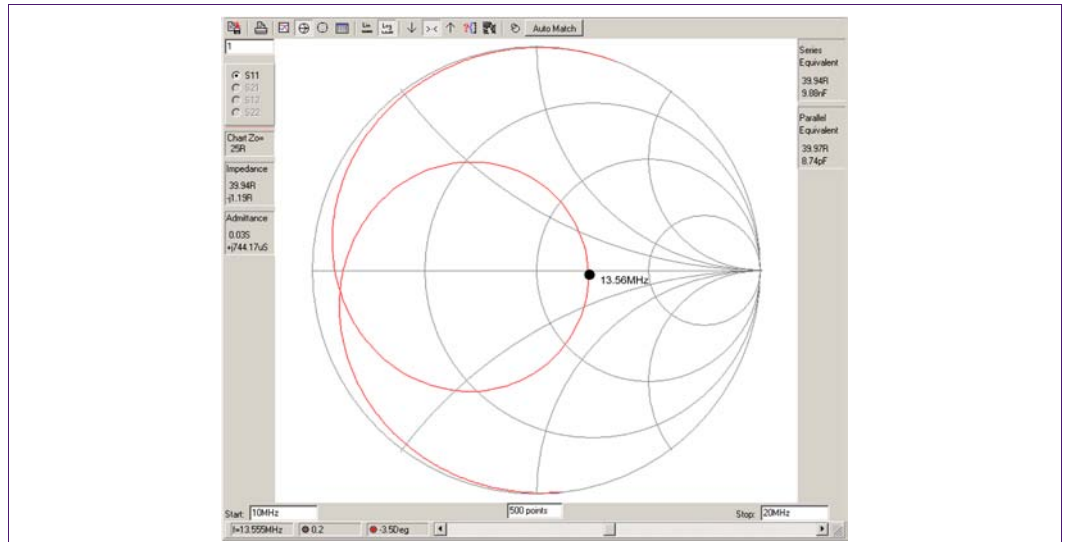 Lin
Log
Auto Match
1
S11
S21
S12
S22
Chart Zo=
25R
Impedance
39.94R
-j1.19R
Admittance
0.03S
+j744.17uS
Series
Equivalent
39.94R
9.88nF
Parallel
Equivalent
39.97R
8.74pF
13.56MHz
Start: 10MHz
500 points
Stop: 20MHz
f=13.555MHz
0.2
-3.5Deg